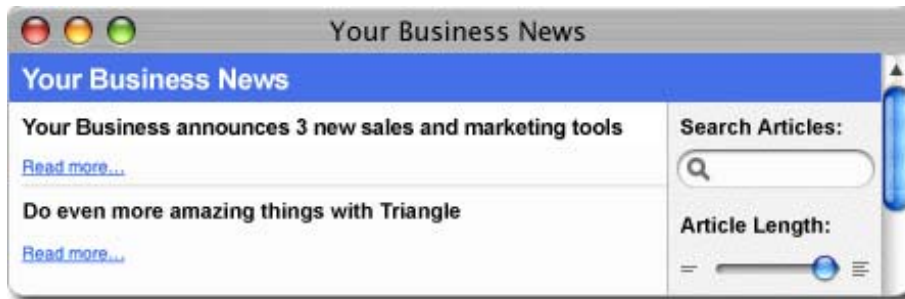 Your Business News
Your Business News
Your Business announces 3 new sales and marketing tools
Read more...
Do even more amazing things with Triangle
Read more...
Search Articles:
Article Length: